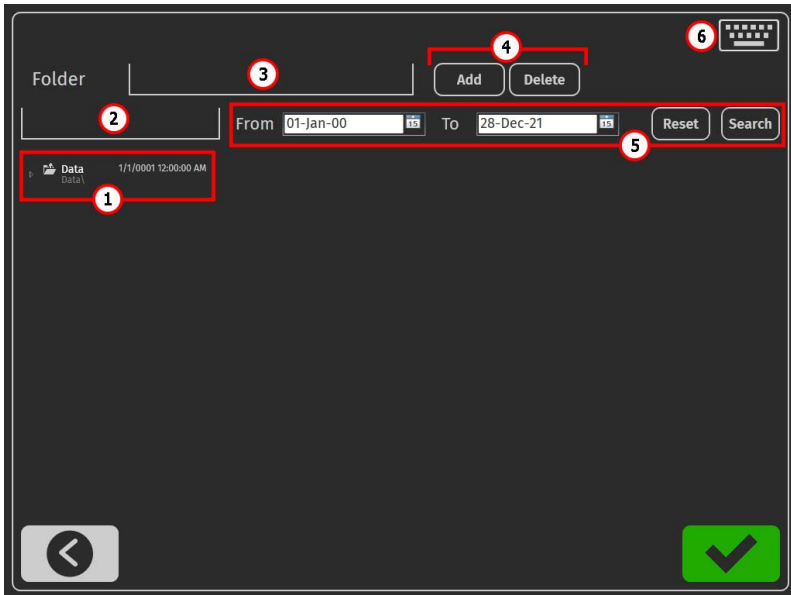 6
4
Folder
3
Add Delete
2
From 01-Jan-00 15 To 28-Dec-21 15 Reset Search
5
Data 1/1/0001 12:00:00 AM
Data\
1